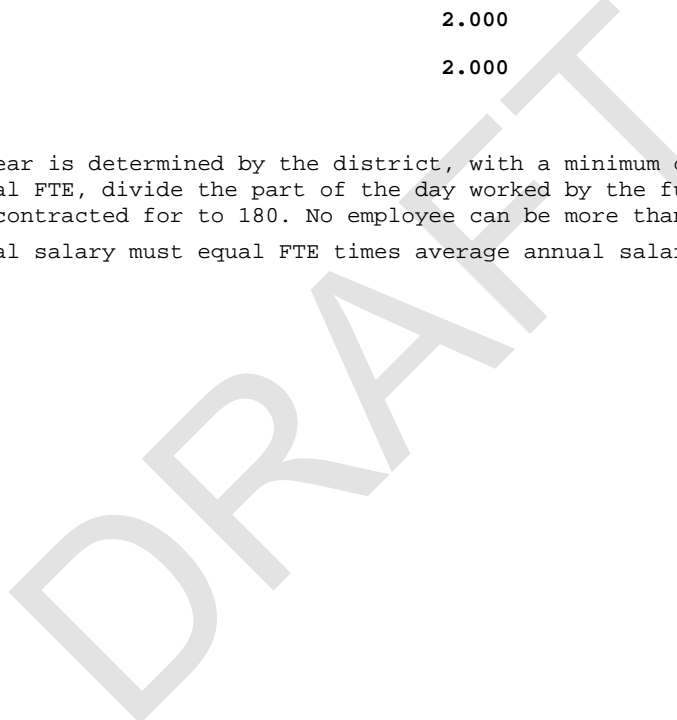 2.000
2.000
ear is determined by the district, with a minimum
al FTE, divide the part of the day worked by the
contracted for to 180. No employee can be more than
al salary must equal FTE times average annual
DRAFT